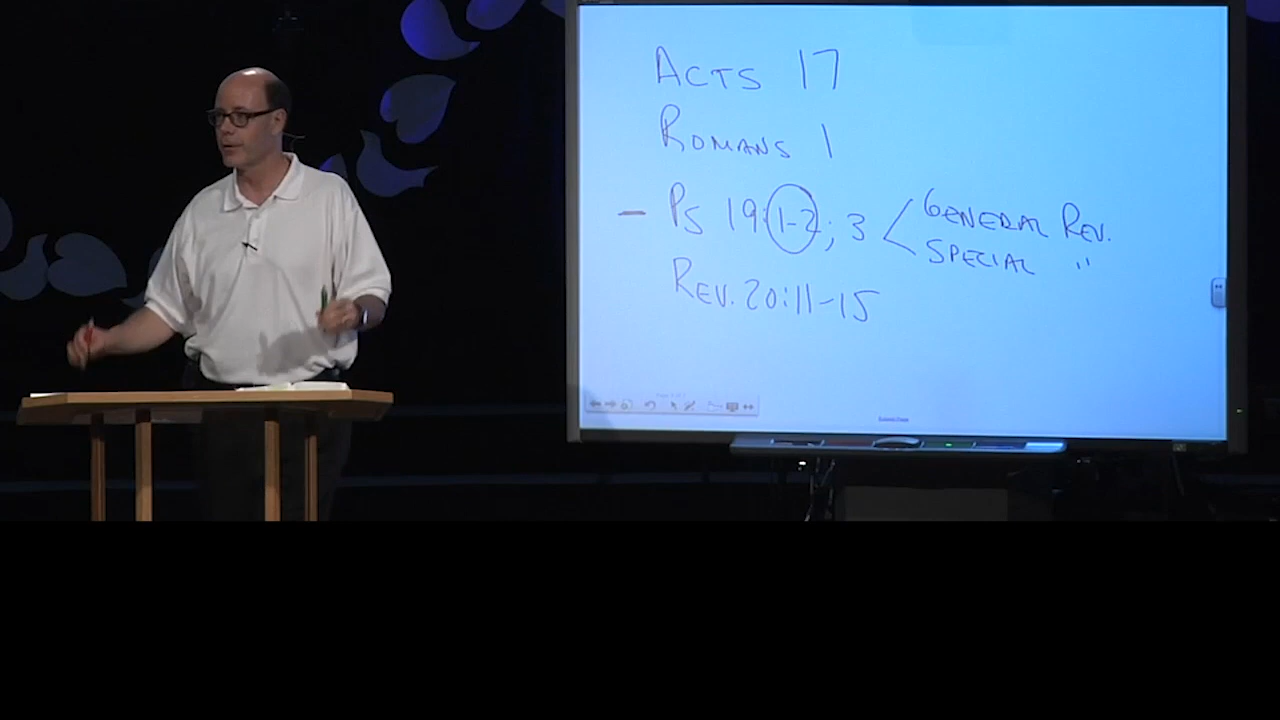 ACTS 17
ROMANS 1
- PS 19:1-2; 3 < GENERAL REV.
SPECIAL "
REV. 20:11-15